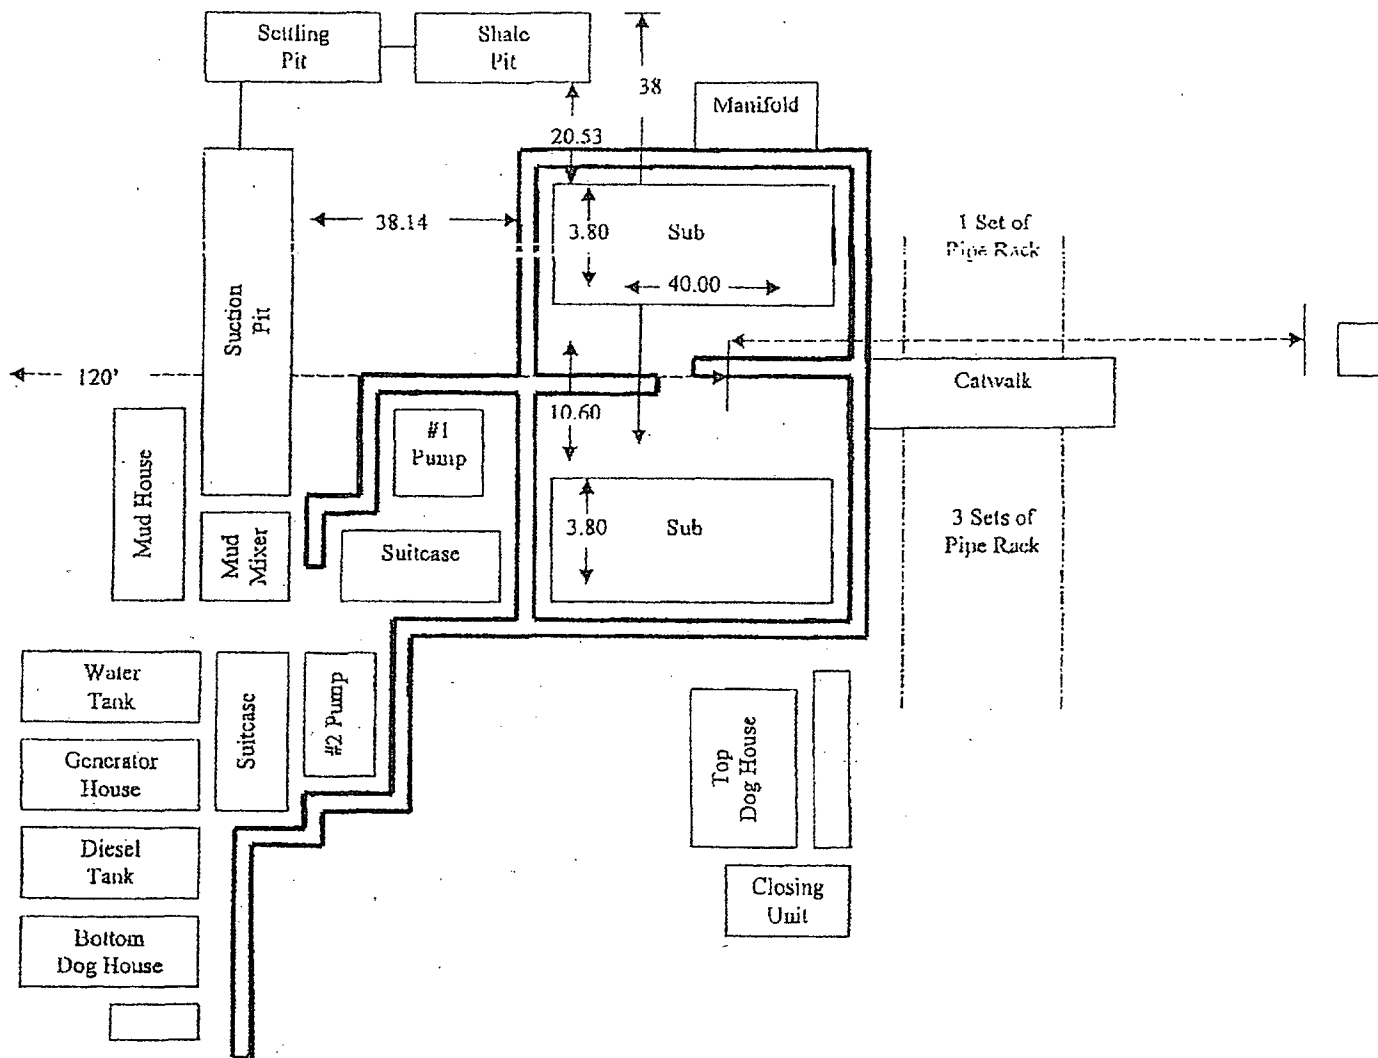 Settling
Pit
Shale
Pit
38
Manifold
20.53
38.14
3.80
Sub
1 Set of
Pipe Rack
40.00
Suction
Pit
120'
Catwalk
10.60
#1
Pump
Mud House
Mud
Mixer
Suitcase
3.80
Sub
3 Sets of
Pipe Rack
Water
Tank
Suitcase
#2 Pump
Generator
House
Top
Dog House
Diesel
Tank
Closing
Unit
Bottom
Dog House